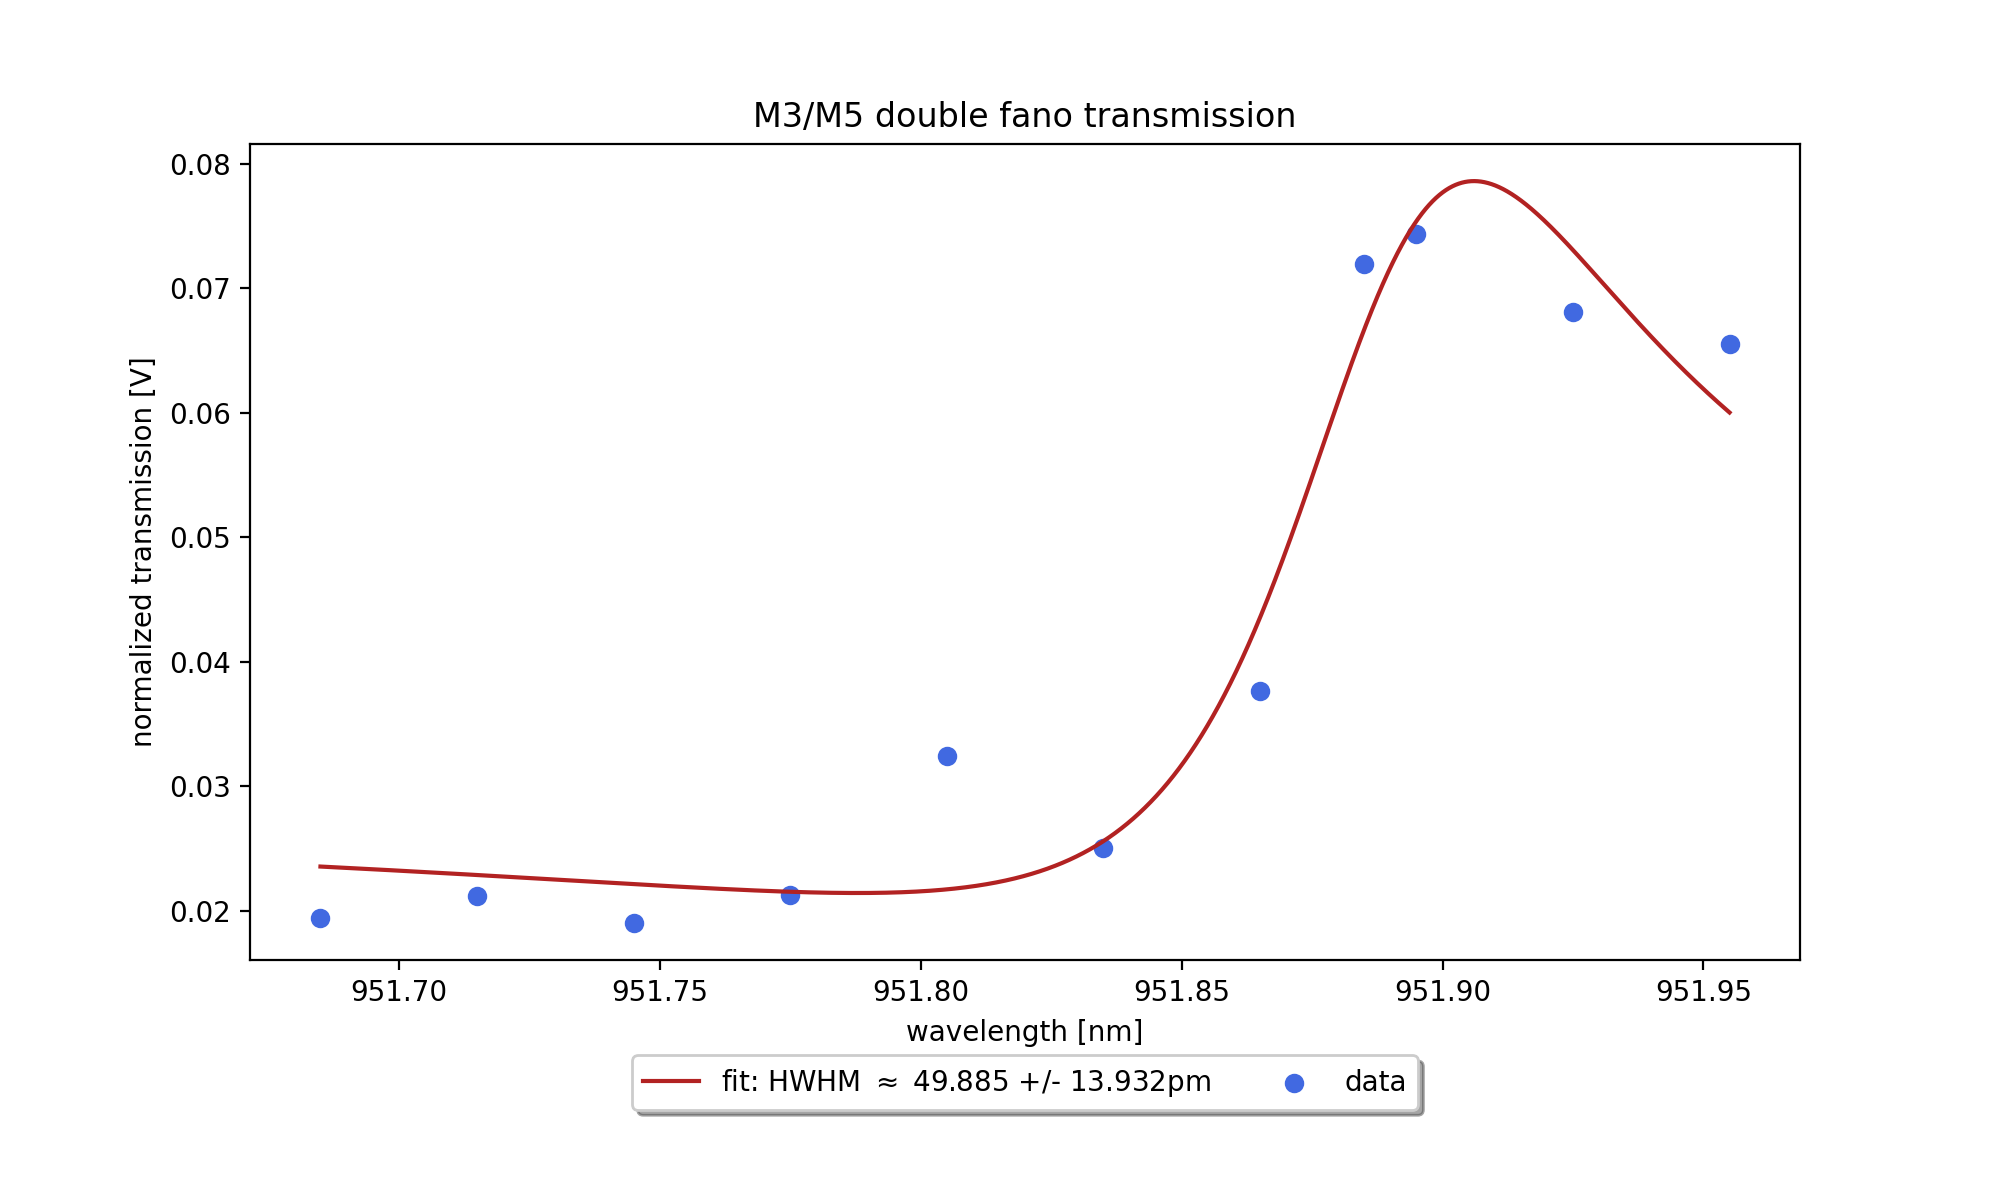 M3/M5 double fano transmission
0.08
0.07
0.06
0.05
0.04
0.03
0.02
normalized transmission [V]
951.70 951.75 951.80 951.85 951.90 951.95
wavelength [nm]
fit: HWHM ≈ 49.885 +/- 13.932pm data